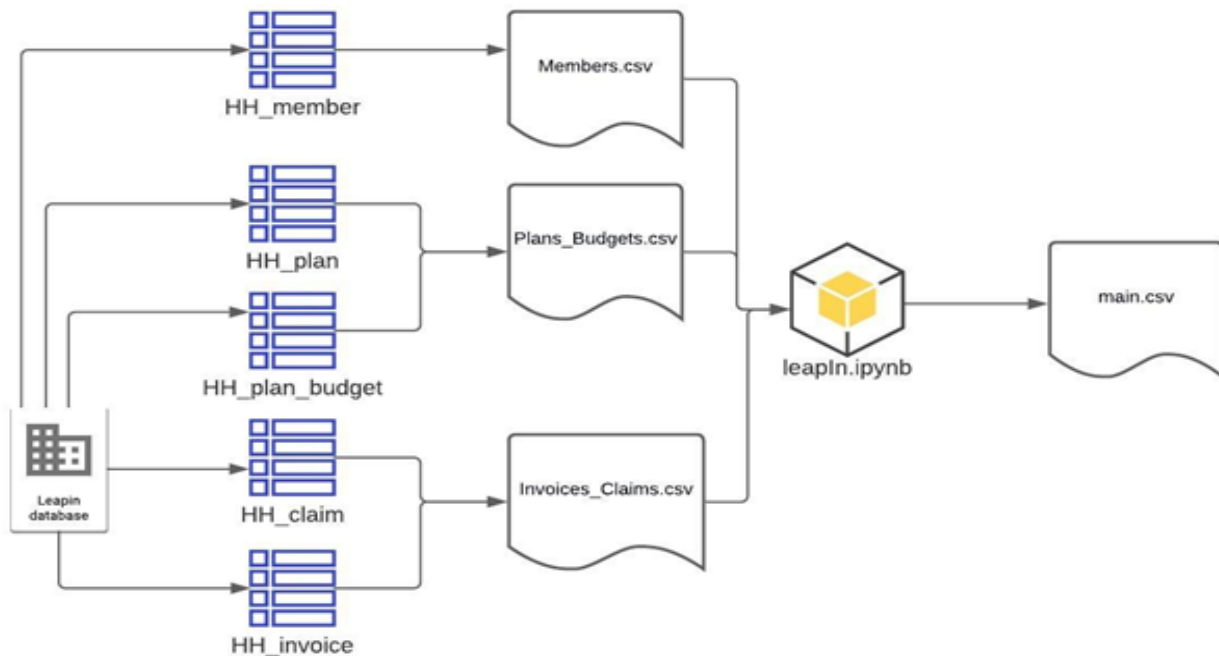 HH_member
Members.csv
HH_plan
Plans_Budgets.csv
HH_plan_budget
leapIn.ipynb
main.csv
Leapin
database
HH_claim
Invoices_Claims.csv
HH_invoice